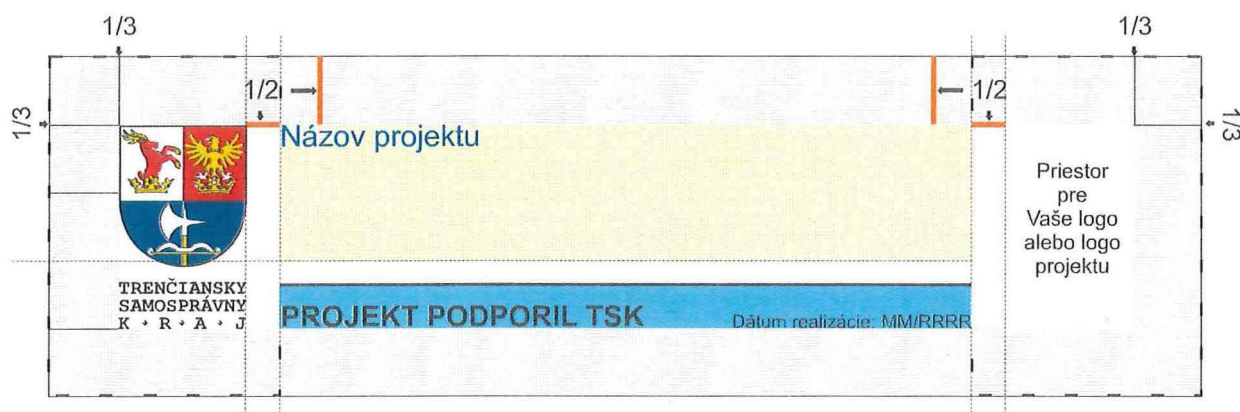 1/3
1/3
1/2
1/2
1/3
1/3
Názov projektu
Priestor
pre
Vaše logo
alebo logo
projektu
TRENČIANSKY
SAMOSPRÁVNY
K · R · A · J
PROJEKT PODPORIL TSK
Dátum realizácie: MM/RRRR